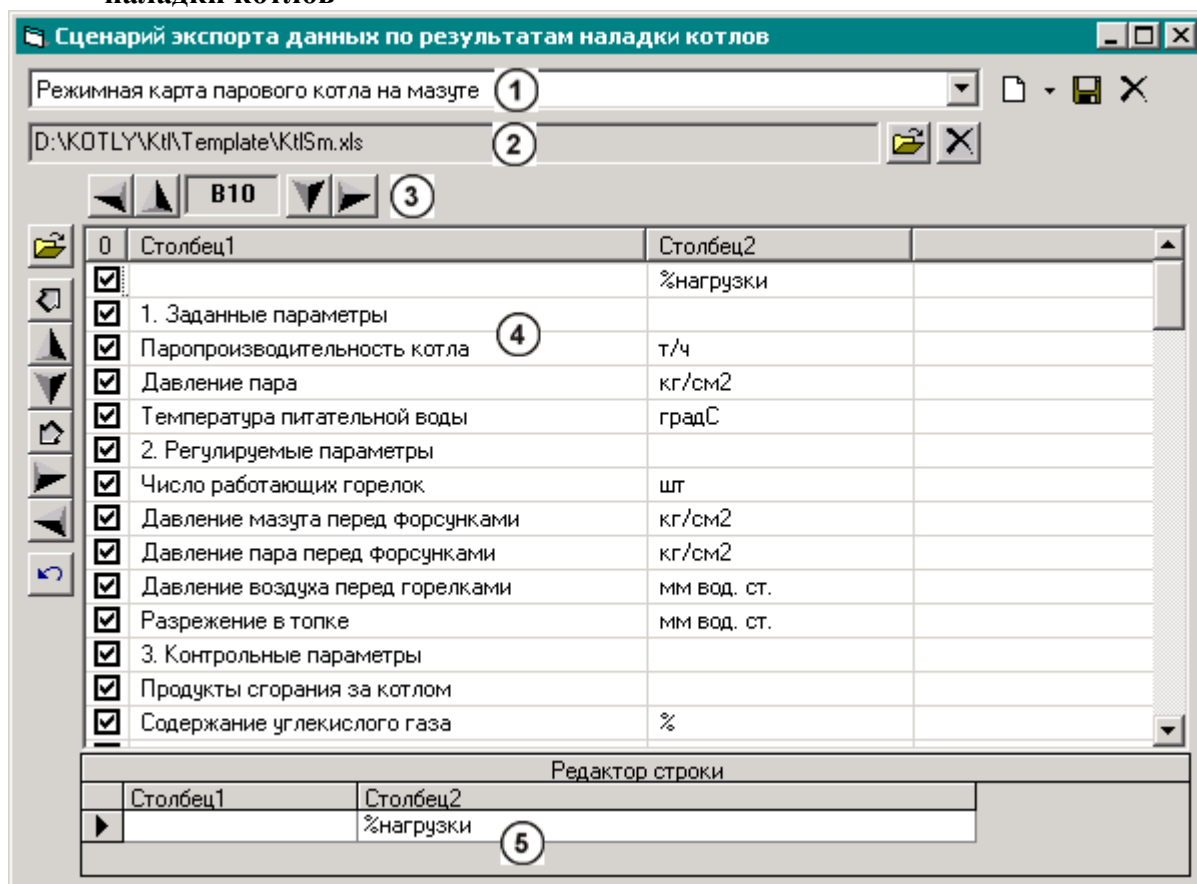 наладки котлов
Сценарий экспорта данных по результатам наладки котлов
Режимная карта парового котла на мазуте 1
D:\KOTLY\Ktl\Template\KtlSm.xls 2
B10 3
0 Столбец1 Столбец2
%нагрузки
1. Заданные параметры
Паропроизводительность котла 4 т/ч
Давление пара кг/см2
Температура питательной воды градС
2. Регулируемые параметры
Число работающих горелок шт
Давление мазута перед форсунками кг/см2
Давление пара перед форсунками кг/см2
Давление воздуха перед горелками мм вод. ст.
Разрежение в топке мм вод. ст.
3. Контрольные параметры
Продукты сгорания за котлом
Содержание углекислого газа %
Редактор строки
Столбец1 Столбец2
%нагрузки 5